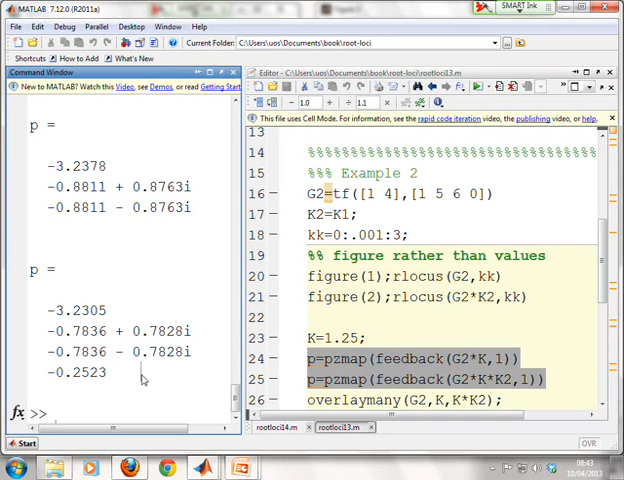 MATLAB 7.12.0 (R2011a)
SMART Ink
File Edit Debug Parallel Desktop Window Help
Current Folder: C:\Users\uos\Documents\book\root-loci
Shortcuts How to Add What's New
Command Window
Editor - C:\Users\uos\Documents\book\root-loci\rootloci13.m
New to MATLAB? Watch this Video, see Demos, or read Getting Start
- 1.0 + ÷ 1.1 ×
This file uses Cell Mode. For information, see the rapid code iteration video, the publishing video, or help.
p =
-3.2378
-0.8811 + 0.8763i
-0.8811 - 0.8763i
p =
-3.2305
-0.7836 + 0.7828i
-0.7836 - 0.7828i
-0.2523
fx >>
13
14 %%%%%%%%%%%%%%%%%%%%%%%%%%%%%%%%%%
15 %%% Example 2
16 – G2=tf([1 4],[1 5 6 0])
17 – K2=K1;
18 – kk=0:.001:3;
19 %% figure rather than values
20 – figure(1);rlocus(G2,kk)
21 – figure(2);rlocus(G2*K2,kk)
22
23 – K=1.25;
24 – p=pzmap(feedback(G2*K,1))
25 – p=pzmap(feedback(G2*K*K2,1))
26 – overlaymany(G2,K,K*K2);
rootloci14.m × rootloci13.m ×
Start
OVR
08:43
10/04/2013